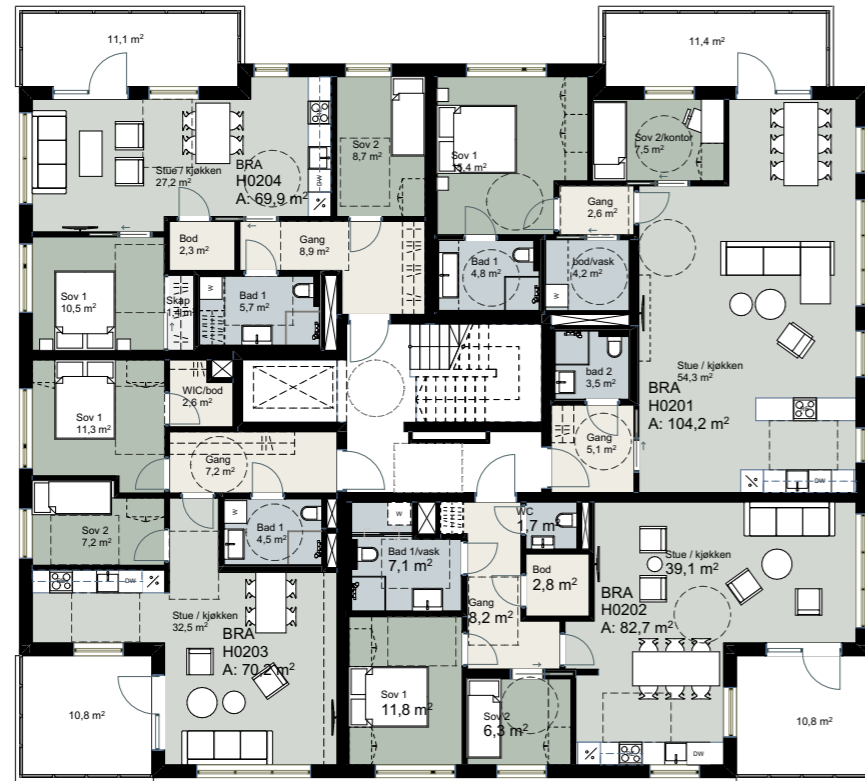 11,1 m²
11,4 m²
Stue / kjøkken
27,2 m²
BRA
H0204
A: 69,9 m²
DW
%
Sov 2
8,7 m²
Sov 1
15,4 m²
Sov 2/kontor
7,5 m²
Gang
2,6 m²
Bod
2,3 m²
Gang
8,9 m²
Bad 1
4,8 m²
bod/vask
4,2 m²
W
Sov 1
10,5 m²
Skap
W
Bad 1
5,7 m²
bad 2
3,5 m²
Stue / kjøkken
54,3 m²
BRA
H0201
A: 104,2 m²
% DW
Sov 1
11,3 m²
WIC/bod
2,6 m²
Gang
7,2 m²
Gang
5,1 m²
Sov 2
7,2 m²
W
Bad 1
4,5 m²
W
Bad 1/vask
7,1 m²
WC
1,7 m²
Bod
2,8 m²
Gang
8,2 m²
Stue / kjøkken
39,1 m²
BRA
H0202
A: 82,7 m²
DW %
Stue / kjøkken
32,5 m²
BRA
H0203
A: 70,2 m²
10,8 m²
Sov 1
11,8 m²
Sov 2
6,3 m²
% DW
10,8 m²